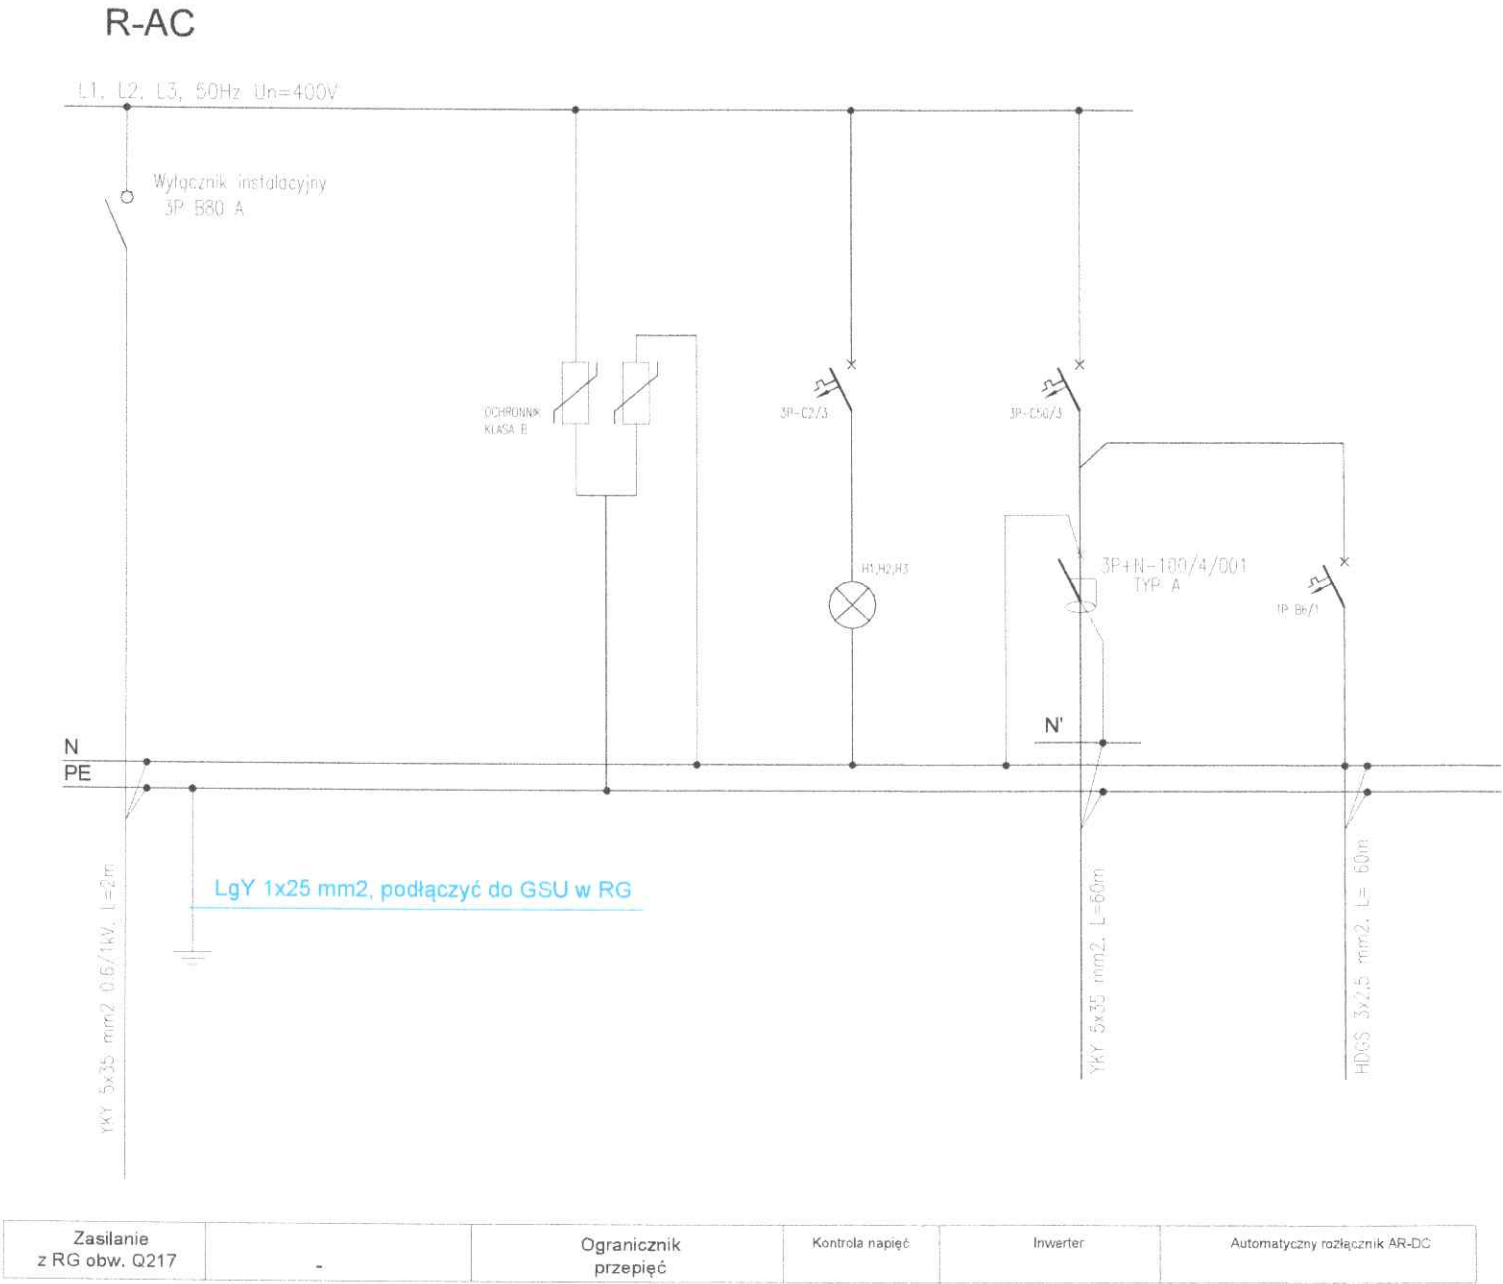 R-AC
L1, L2, L3, 50Hz Un=400V
Wyłącznik instalacyjny
3P B80 A
OCHRONNIK
KLASA B
3P-C2/3
3P-C50/3
H1,H2,H3
3P+N-100/4/001
TYP A
1P B6/1
N'
N
PE
LgY 1x25 mm2, podłączyć do GSU w RG
YKY 5x35 mm2 0.6/1kV, L=2m
YKY 5x35 mm2, L=60m
HDGS 3x2,5 mm2, L= 60m
Zasilanie
z RG obw. Q217
-
Ogranicznik
przepięć
Kontrola napięć
Inwerter
Automatyczny rozłącznik AR-DC